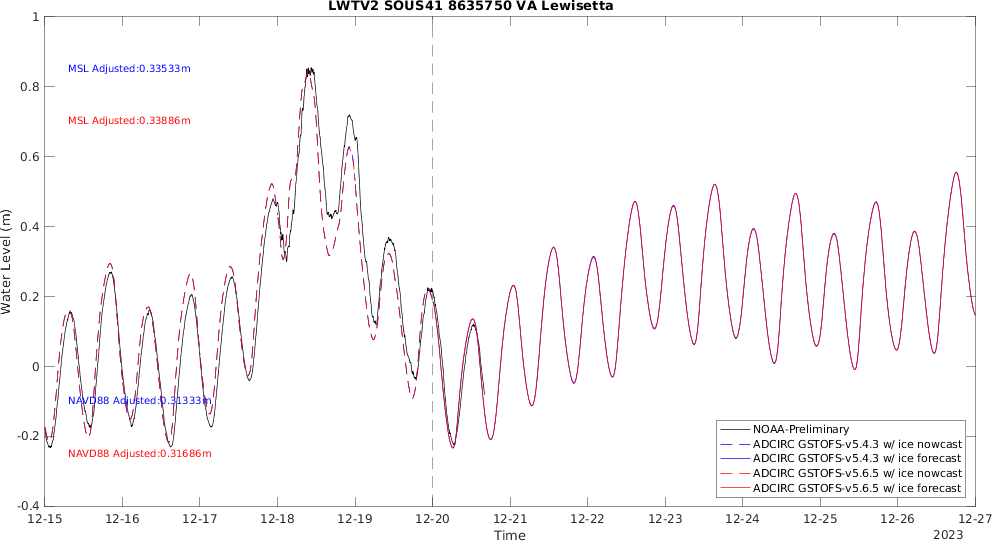 LWTV2 SOUS41 8635750 VA Lewisetta
1
0.8
0.6
0.4
0.2
0
-0.2
-0.4
Water Level (m)
MSL Adjusted:0.33533m
MSL Adjusted:0.33886m
NAVD88 Adjusted:0.31333m
NAVD88 Adjusted:0.31686m
NOAA-Preliminary
ADCIRC GSTOFS-v5.4.3 w/ ice nowcast
ADCIRC GSTOFS-v5.4.3 w/ ice forecast
ADCIRC GSTOFS-v5.6.5 w/ ice nowcast
ADCIRC GSTOFS-v5.6.5 w/ ice forecast
12-15 12-16 12-17 12-18 12-19 12-20 12-21 12-22 12-23 12-24 12-25 12-26 12-27
Time
2023